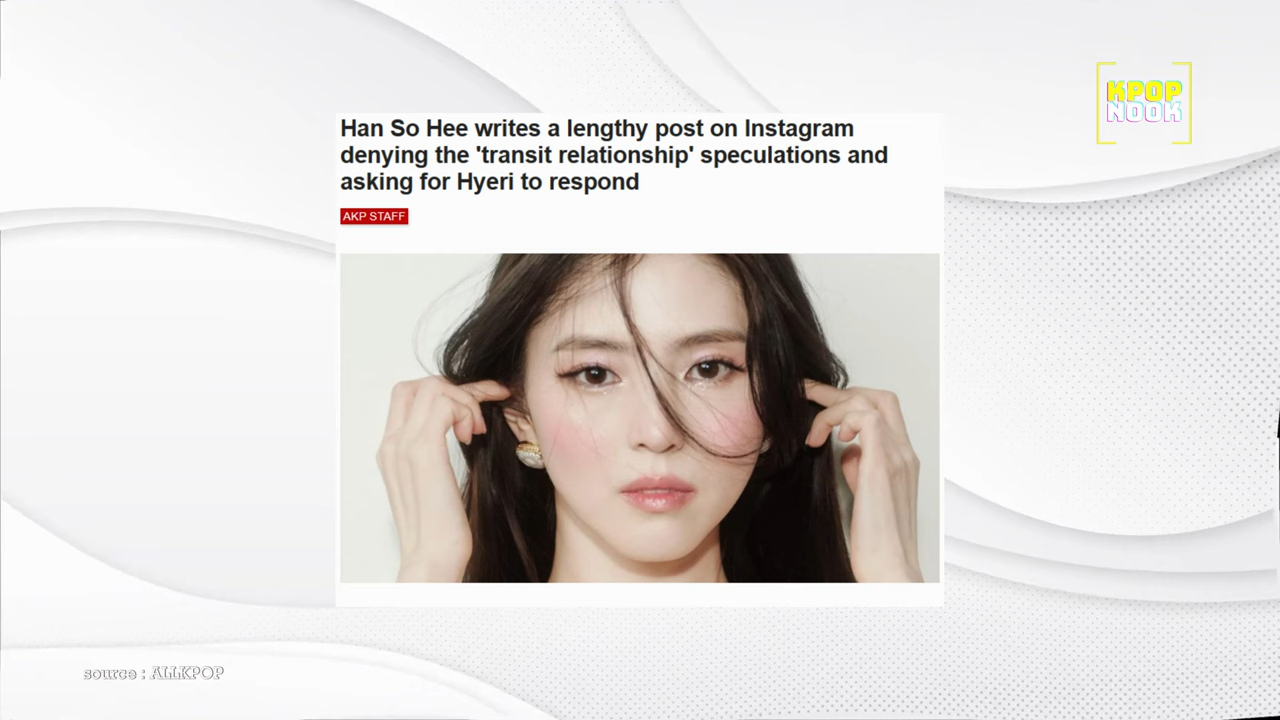 KPOP
NOOK
Han So Hee writes a lengthy post on Instagram
denying the 'transit relationship' speculations and
asking for Hyeri to respond
AKP STAFF
source : ALLKPOP